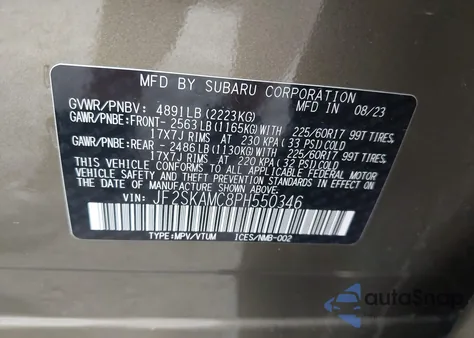 MFD BY SUBARU CORPORATION
GVWR/PNBV: 4891LB (2223KG) MFD IN 08/23
GAWR/PNBE:FRONT- 2563LB(1165KG)WITH 225/60R17 99T TIRES.
17X7J RIMS AT 230 KPA (33 PSI)COLD
GAWR/PNBE:REAR- 2486LB(1130KG)WITH 225/60R17 99T TIRES.
17X7J RIMS AT 220 KPA (32 PSI)COLD
THIS VEHICLE CONFORMS TO ALL APPLICABLE FEDERAL MOTOR
VEHICLE SAFETY AND THEFT PREVENTION STANDARDS IN EFFECT
ON THE DATE OF MANUFACTURE SHOWN ABOVE.
VIN: JF2SKAMC8PH550346
TYPE:MPV/VTUM ICES/NMB-002
autoSnap